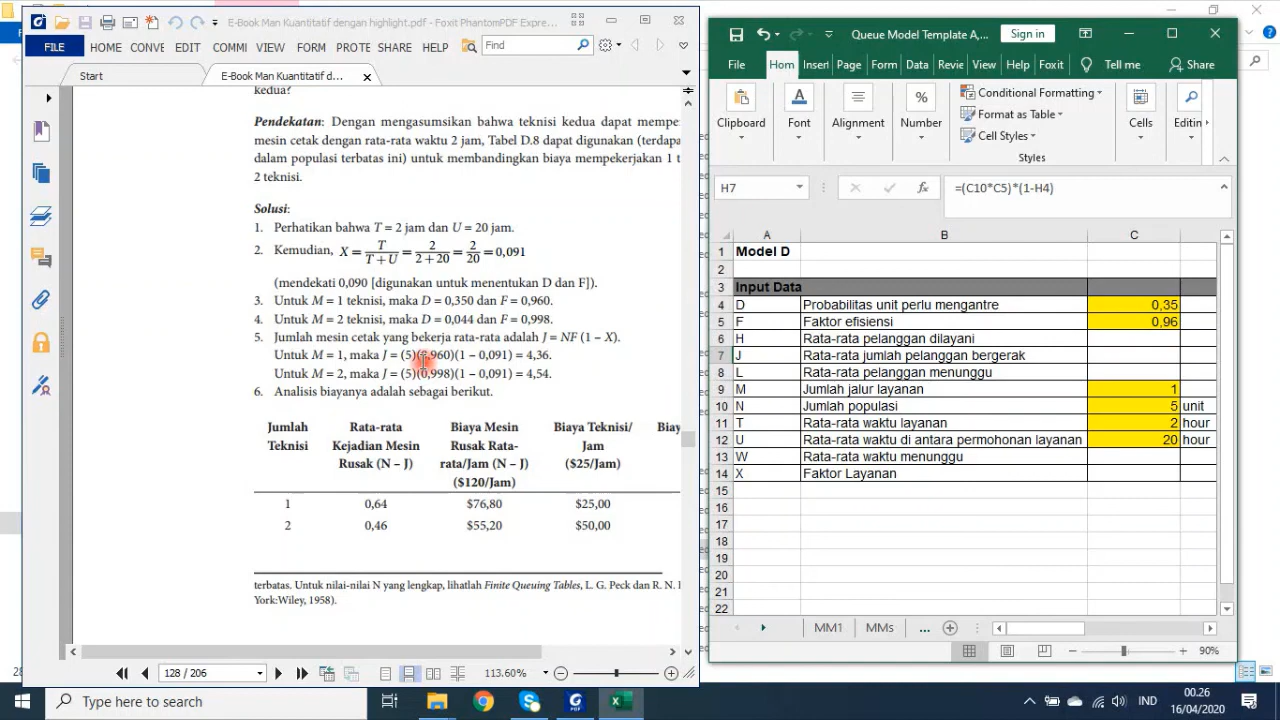 E-Book Man Kuantitatif dengan highlight.pdf - Foxit PhantomPDF Expre...
FILE HOME CONVE EDIT COMMI VIEW FORM PROTE SHARE HELP Find
Start E-Book Man Kuantitatif d...
kedua?
Pendekatan: Dengan mengasumsikan bahwa teknisi kedua dapat mempe
mesin cetak dengan rata-rata waktu 2 jam, Tabel D.8 dapat digunakan (terdapa
dalam populasi terbatas ini) untuk membandingkan biaya mempekerjakan 1 t
2 teknisi.
Solusi:
1. Perhatikan bahwa T = 2 jam dan U = 20 jam.
2. Kemudian, X = T/(T + U) = 2/(2 + 20) = 2/20 = 0,091
(mendekati 0,090 [digunakan untuk menentukan D dan F]).
3. Untuk M = 1 teknisi, maka D = 0,350 dan F = 0,960.
4. Untuk M = 2 teknisi, maka D = 0,044 dan F = 0,998.
5. Jumlah mesin cetak yang bekerja rata-rata adalah J = NF (1 – X).
Untuk M = 1, maka J = (5)(0,960)(1 – 0,091) = 4,36.
Untuk M = 2, maka J = (5)(0,998)(1 – 0,091) = 4,54.
6. Analisis biayanya adalah sebagai berikut.
Jumlah Rata-rata Biaya Mesin Biaya Teknisi/ Biay
Teknisi Kejadian Mesin Rusak Rata- Jam
Rusak (N – J) rata/Jam (N – J) ($25/Jam)
($120/Jam)
1 0,64 $76,80 $25,00
2 0,46 $55,20 $50,00
terbatas. Untuk nilai-nilai N yang lengkap, lihatlah Finite Queuing Tables, L. G. Peck dan R. N. H
York:Wiley, 1958).
128 / 206 113.60%
Queue Model Template A,... Sign in
File Hom Insert Page Form Data Revie View Help Foxit Tell me Share
Clipboard Font Alignment Number Conditional Formatting Format as Table Cell Styles Cells Editin
Styles
H7 fx =(C10*C5)*(1-H4)
A B C
1 Model D
2
3 Input Data
4 D Probabilitas unit perlu mengantre 0,35
5 F Faktor efisiensi 0,96
6 H Rata-rata pelanggan dilayani
7 J Rata-rata jumlah pelanggan bergerak
8 L Rata-rata pelanggan menunggu
9 M Jumlah jalur layanan 1
10 N Jumlah populasi 5 unit
11 T Rata-rata waktu layanan 2 hour
12 U Rata-rata waktu di antara permohonan layanan 20 hour
13 W Rata-rata waktu menunggu
14 X Faktor Layanan
15
16
17
18
19
20
21
22
MM1 MMs ...
90%
Type here to search
IND
00.26
16/04/2020